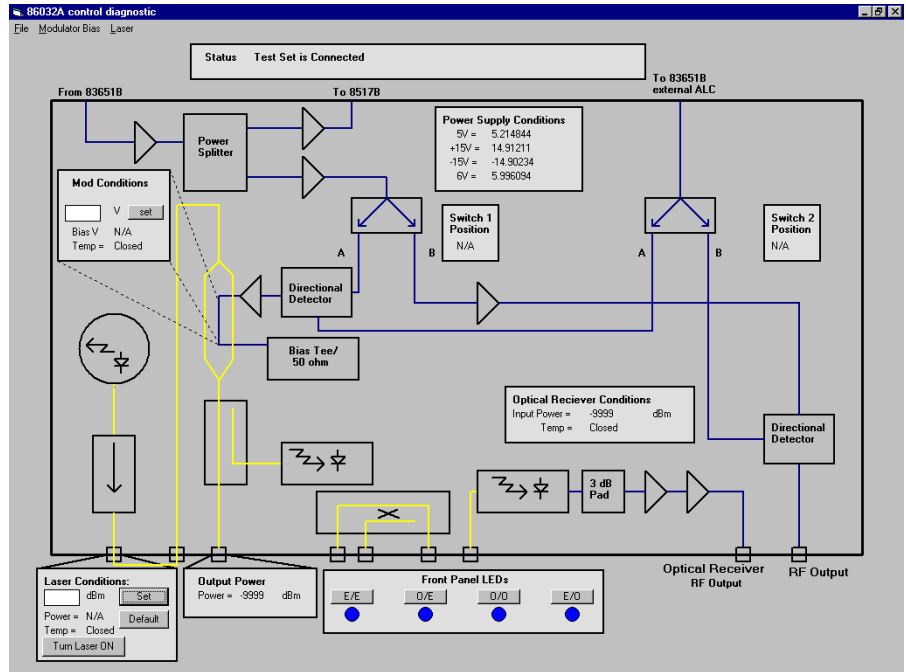 86032A control diagnostic
File Modulator Bias Laser
Status Test Set is Connected
From 83651B
To 8517B
To 83651B
external ALC
Power
Splitter
Power Supply Conditions
5V = 5.214844
+15V = 14.91211
-15V = -14.90234
6V = 5.996094
Mod Conditions
V set
Bias V N/A
Temp = Closed
Switch 1
Position
N/A
Switch 2
Position
N/A
A
B
A
B
Directional
Detector
Bias Tee/
50 ohm
Optical Reciever Conditions
Input Power = -9999 dBm
Temp = Closed
Directional
Detector
3 dB
Pad
Optical Receiver
RF Output
RF Output
Laser Conditions:
dBm Set
Power = N/A
Default
Temp = Closed
Turn Laser ON
Output Power
Power = -9999 dBm
Front Panel LEDs
E/E O/E O/O E/O